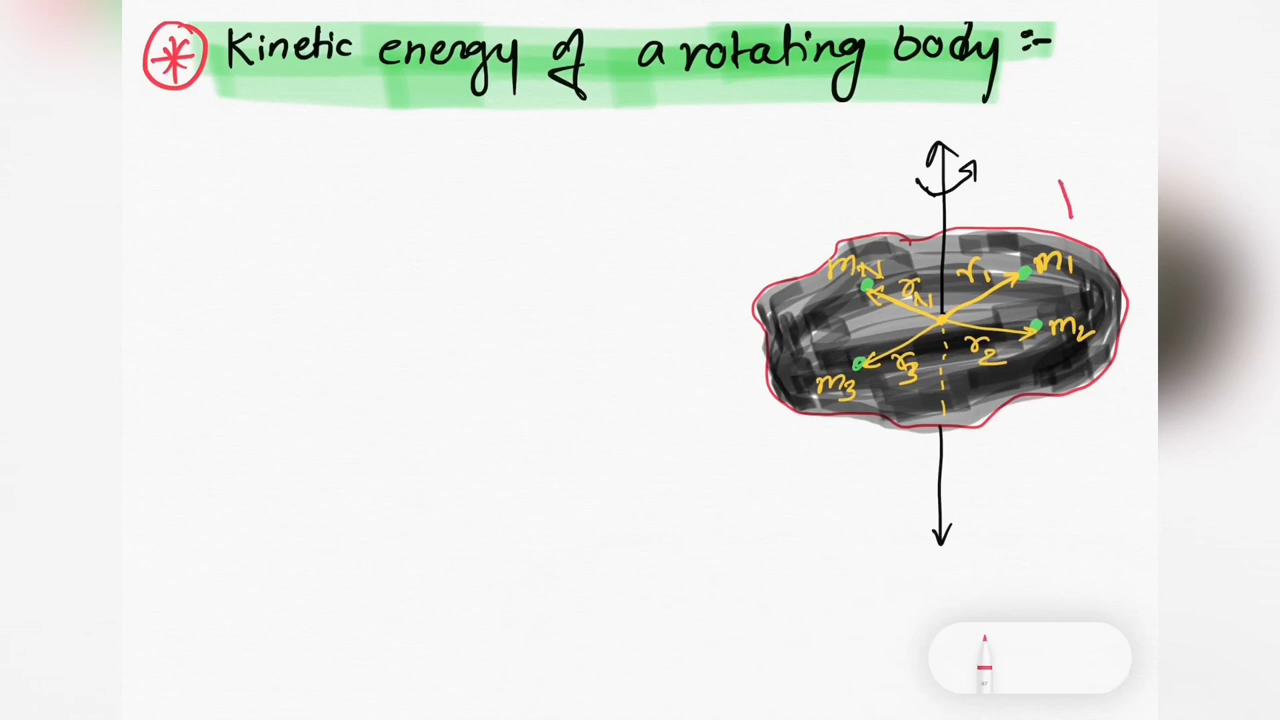 * Kinetic energy of a rotating body :-
mN rN r1 m1
m3 r3 r2 m2